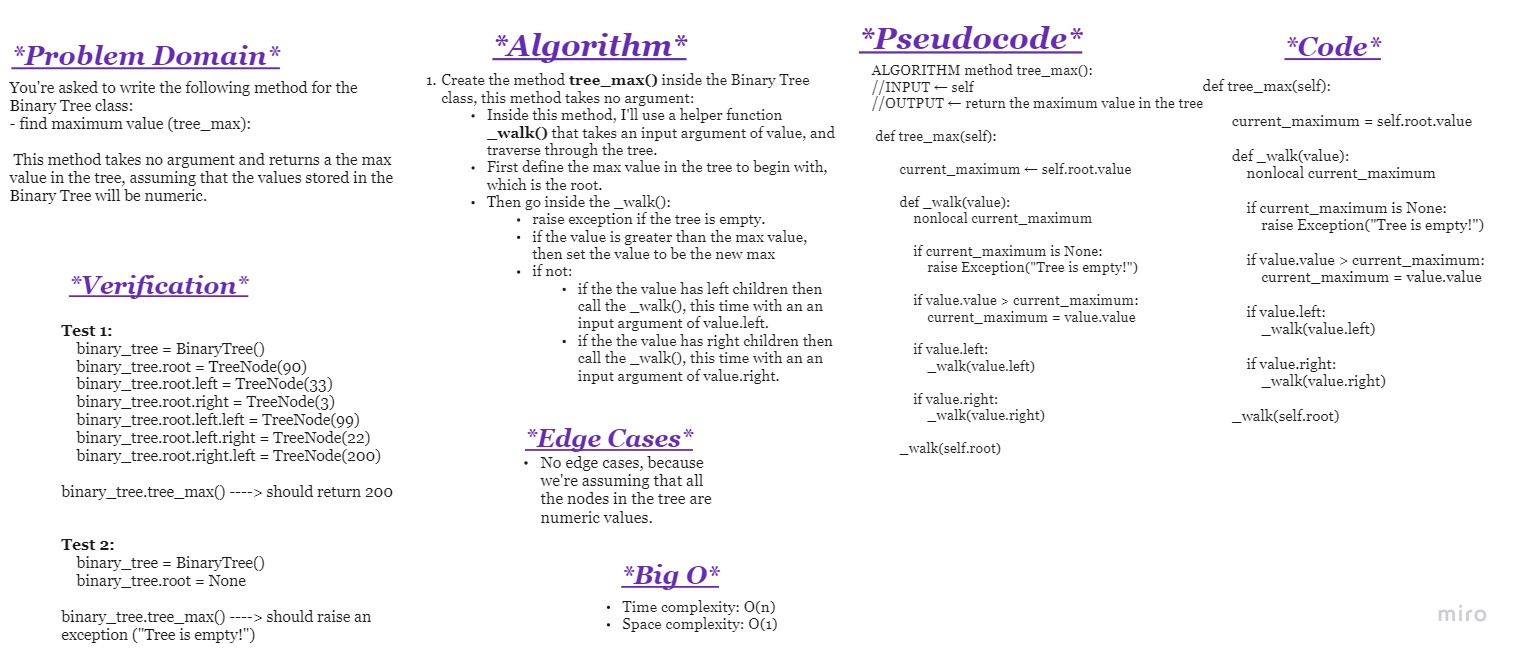 *Problem Domain*
You're asked to write the following method for the
Binary Tree class:
- find maximum value (tree_max):
This method takes no argument and returns a the max
value in the tree, assuming that the values stored in the
Binary Tree will be numeric.
*Verification*
Test 1:
binary_tree = BinaryTree()
binary_tree.root = TreeNode(90)
binary_tree.root.left = TreeNode(33)
binary_tree.root.right = TreeNode(3)
binary_tree.root.left.left = TreeNode(99)
binary_tree.root.left.right = TreeNode(22)
binary_tree.root.right.left = TreeNode(200)
binary_tree.tree_max() ----> should return 200
Test 2:
binary_tree = BinaryTree()
binary_tree.root = None
binary_tree.tree_max() ----> should raise an
exception ("Tree is empty!")
*Algorithm*
1. Create the method tree_max() inside the Binary Tree
class, this method takes no argument:
• Inside this method, I'll use a helper function
_walk() that takes an input argument of value, and
traverse through the tree.
• First define the max value in the tree to begin with,
which is the root.
• Then go inside the _walk():
• raise exception if the tree is empty.
• if the value is greater than the max value,
then set the value to be the new max
• if not:
• if the the value has left children then
call the _walk(), this time with an an
input argument of value.left.
• if the the value has right children then
call the _walk(), this time with an an
input argument of value.right.
*Edge Cases*
• No edge cases, because
we're assuming that all
the nodes in the tree are
numeric values.
*Big O*
• Time complexity: O(n)
• Space complexity: O(1)
*Pseudocode*
ALGORITHM method tree_max():
//INPUT ← self
//OUTPUT ← return the maximum value in the tree
def tree_max(self):
current_maximum ← self.root.value
def _walk(value):
nonlocal current_maximum
if current_maximum is None:
raise Exception("Tree is empty!")
if value.value > current_maximum:
current_maximum = value.value
if value.left:
_walk(value.left)
if value.right:
_walk(value.right)
_walk(self.root)
*Code*
def tree_max(self):
current_maximum = self.root.value
def _walk(value):
nonlocal current_maximum
if current_maximum is None:
raise Exception("Tree is empty!")
if value.value > current_maximum:
current_maximum = value.value
if value.left:
_walk(value.left)
if value.right:
_walk(value.right)
_walk(self.root)
miro